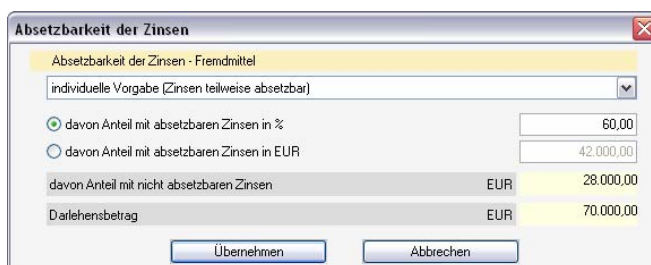 Absetzbarkeit der Zinsen
Absetzbarkeit der Zinsen - Fremdmittel
individuelle Vorgabe (Zinsen teilweise absetzbar)
davon Anteil mit absetzbaren Zinsen in % 60,00
davon Anteil mit absetzbaren Zinsen in EUR 42.000,00
davon Anteil mit nicht absetzbaren Zinsen EUR 28.000,00
Darlehensbetrag EUR 70.000,00
Übernehmen Abbrechen